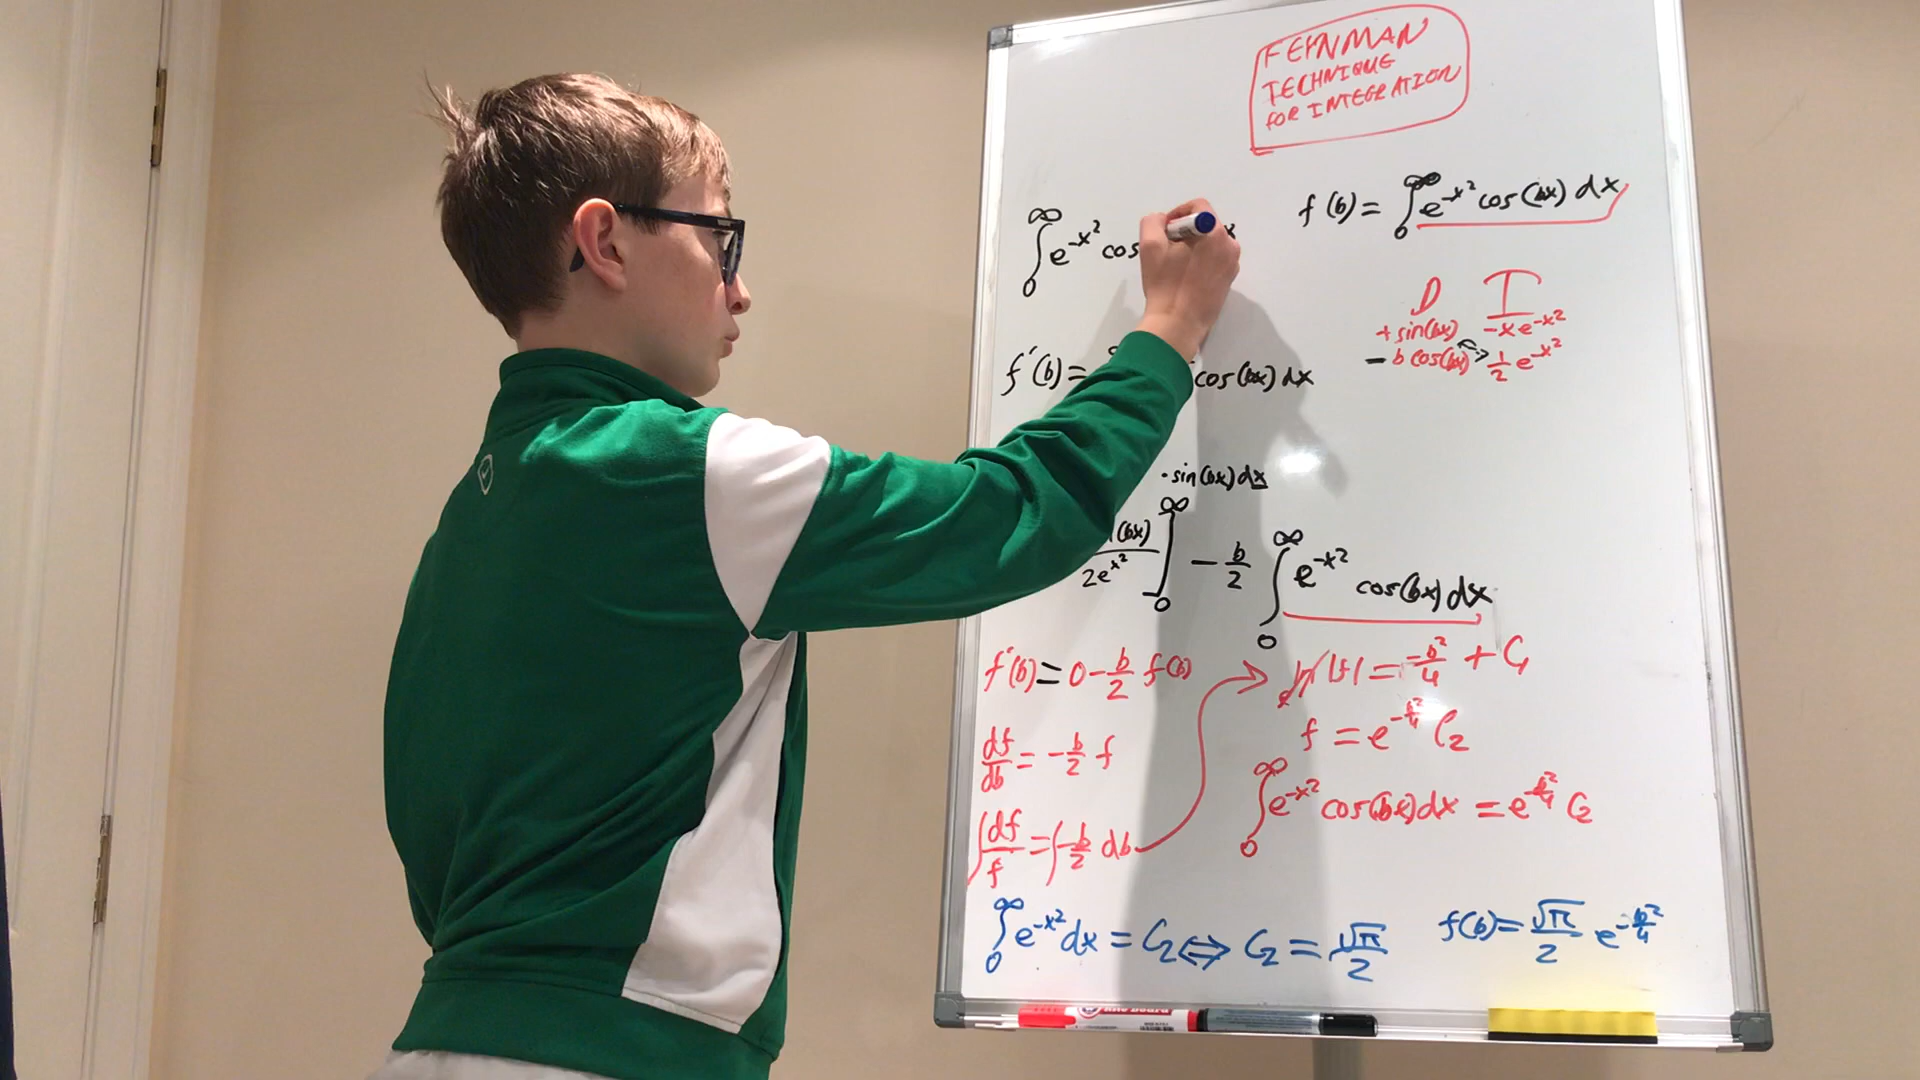 FEYNMAN
TECHNIQUE
FOR INTEGRATION
∫₀^∞ e^{-x²} cos
f(b) = ∫₀^∞ e^{-x²} cos(bx) dx
D I
+ sin(bx) -x e^{-x²}
- b cos(bx) 1/2 e^{-x²}
f'(b) = cos(bx) dx
· sin(bx) dx
(bx) / 2e^{x²} ]₀^∞ - b/2 ∫₀^∞ e^{-x²} cos(bx) dx
f'(b) = 0 - b/2 f(b)
df/db = -b/2 f
∫ df/f = ∫ -b/2 db
ln |f| = -b²/4 + C₁
f = e^{-b²/4} C₂
∫₀^∞ e^{-x²} cos(bx) dx = e^{-b²/4} C₂
∫₀^∞ e^{-x²} dx = C₂ ⇔ C₂ = √π/2
f(b) = √π/2 e^{-b²/4}